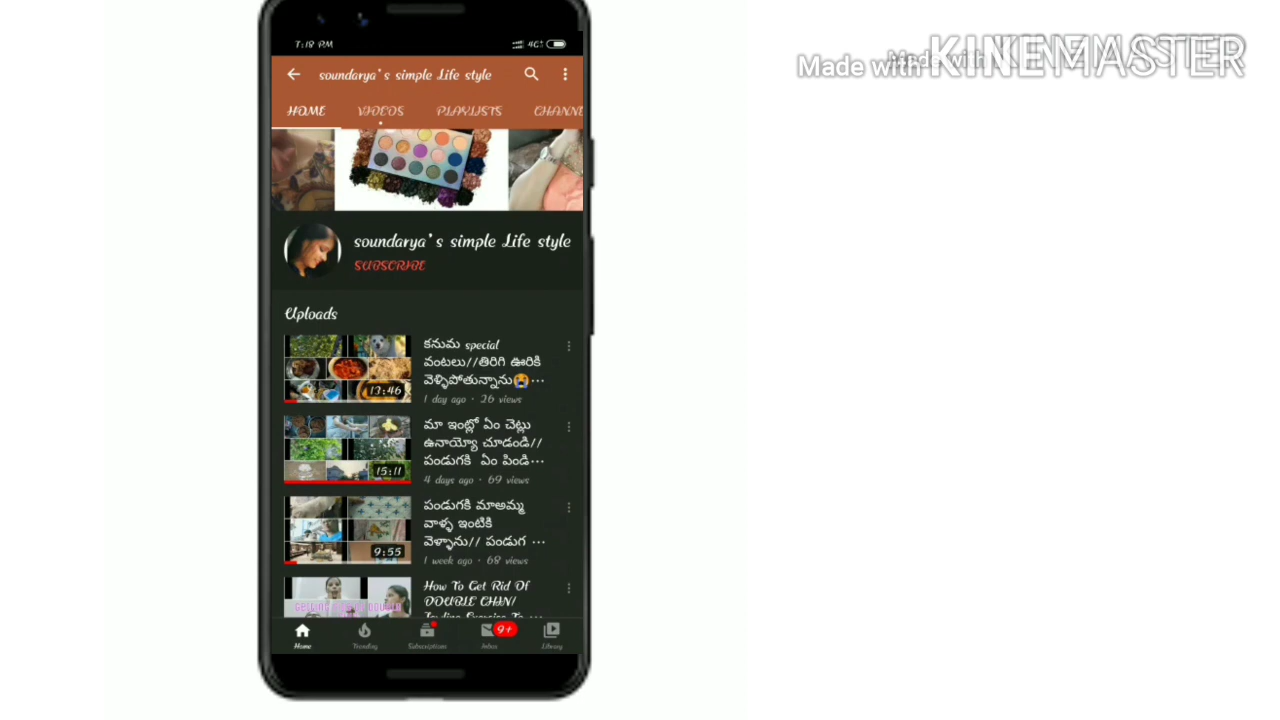 Made with KINEMASTER
7:18 PM 4G
soundarya's simple Life style
HOME VIDEOS PLAYLISTS CHANNE
soundarya's simple Life style
SUBSCRIBE
Uploads
కనుమ special
వంటలు//తిరిగి ఊరికి
వెళ్ళిపోతున్నాను😭...
13:46
1 day ago · 26 views
మా ఇంట్లో ఏం చెట్లు
ఉనాయ్యో చూడండి//
పండుగకి ఏం పిండి...
15:11
4 days ago · 69 views
పండుగకి మాఅమ్మ
వాళ్ళ ఇంటికి
వెళ్ళాను// పండుగ ...
9:55
1 week ago · 68 views
How To Get Rid Of
DOUBLE CHIN/
9+
Home Trending Subscriptions Inbox Library